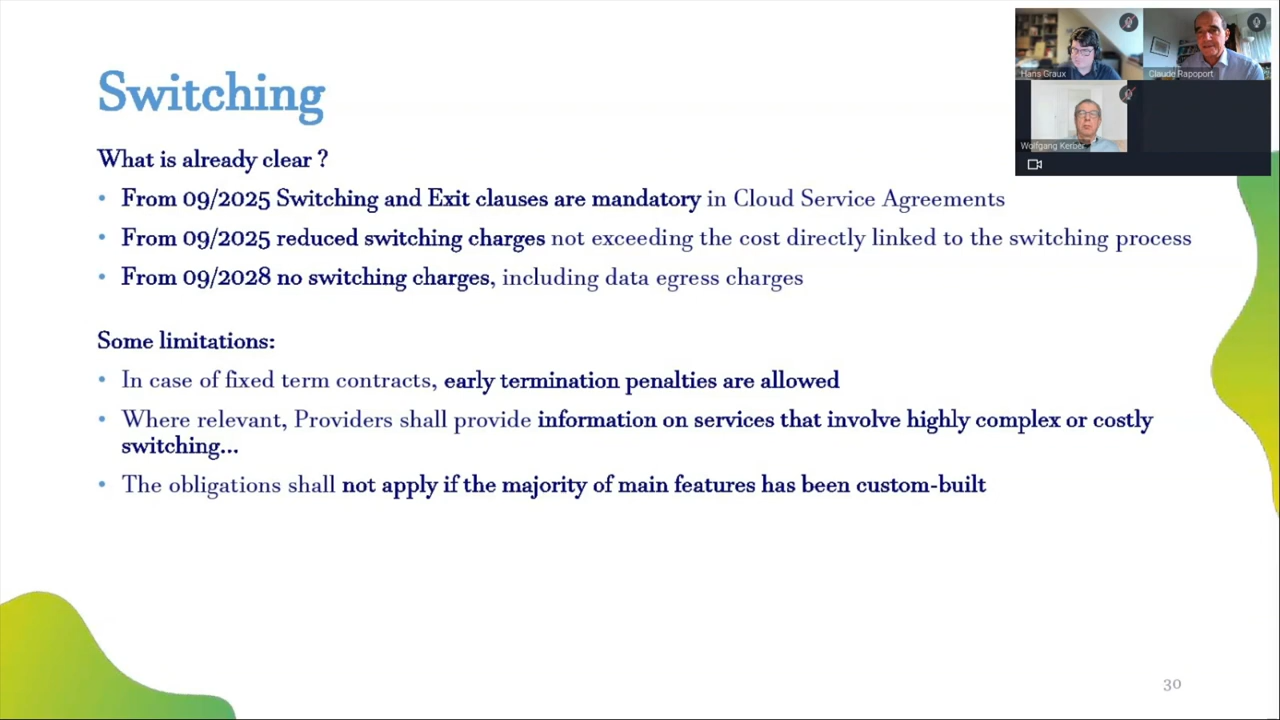 Switching
What is already clear ?
• From 09/2025 Switching and Exit clauses are mandatory in Cloud Service Agreements
• From 09/2025 reduced switching charges not exceeding the cost directly linked to the switching process
• From 09/2028 no switching charges, including data egress charges
Some limitations:
• In case of fixed term contracts, early termination penalties are allowed
• Where relevant, Providers shall provide information on services that involve highly complex or costly
switching...
• The obligations shall not apply if the majority of main features has been custom-built
30
Hans Graux
Claude Rapoport
Wolfgang Kerber